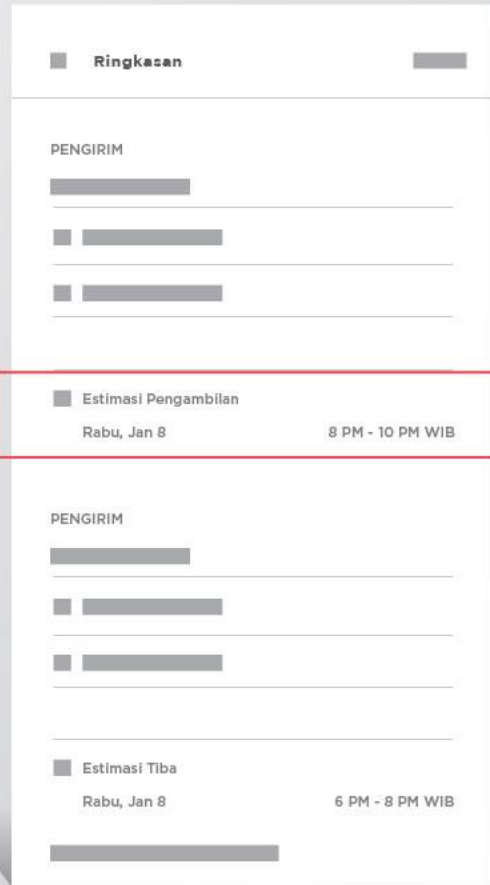 Ringkasan
PENGIRIM
Estimasi Pengambilan
Rabu, Jan 8 8 PM - 10 PM WIB
PENGIRIM
Estimasi Tiba
Rabu, Jan 8 6 PM - 8 PM WIB